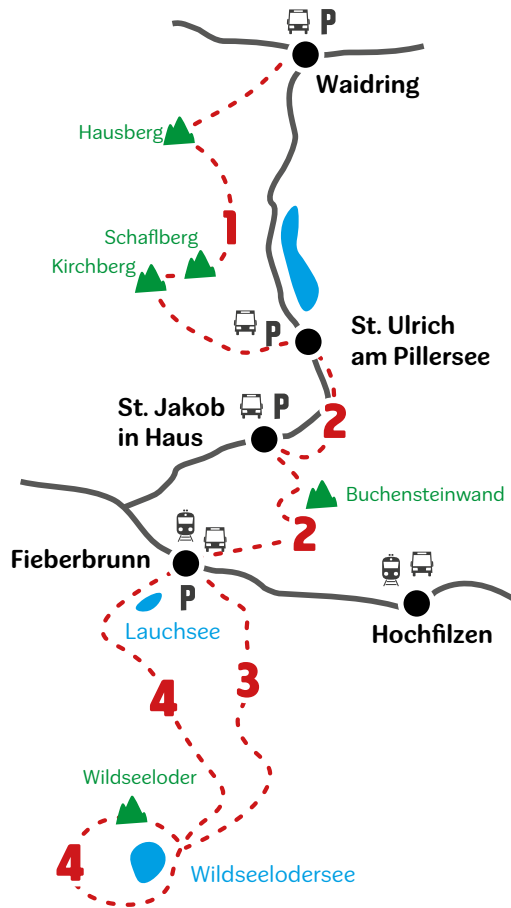 P
Waidring
Hausberg
1
Schaflberg
Kirchberg
P
St. Ulrich
am Pillersee
St. Jakob
in Haus
P
2
Buchensteinwand
2
Fieberbrunn
P
Hochfilzen
Lauchsee
3
4
Wildseeloder
4
Wildseelodersee